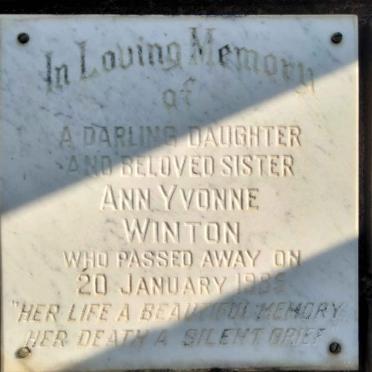 In Loving Memory
of
A DARLING DAUGHTER
AND BELOVED SISTER
ANN YVONNE
WINTON
WHO PASSED AWAY ON
20 JANUARY
"HER LIFE A BEAUTIFUL MEMORY
HER DEATH A SILENT GRIEF"